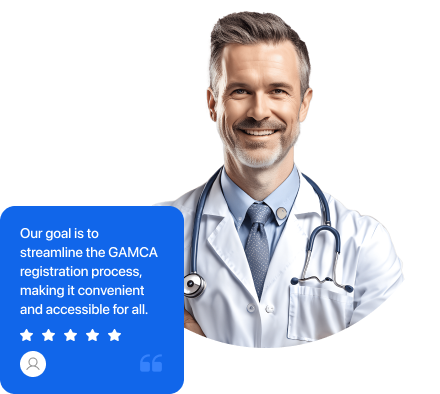 Our goal is to
streamline the GAMCA
registration process,
making it convenient
and accessible for all.